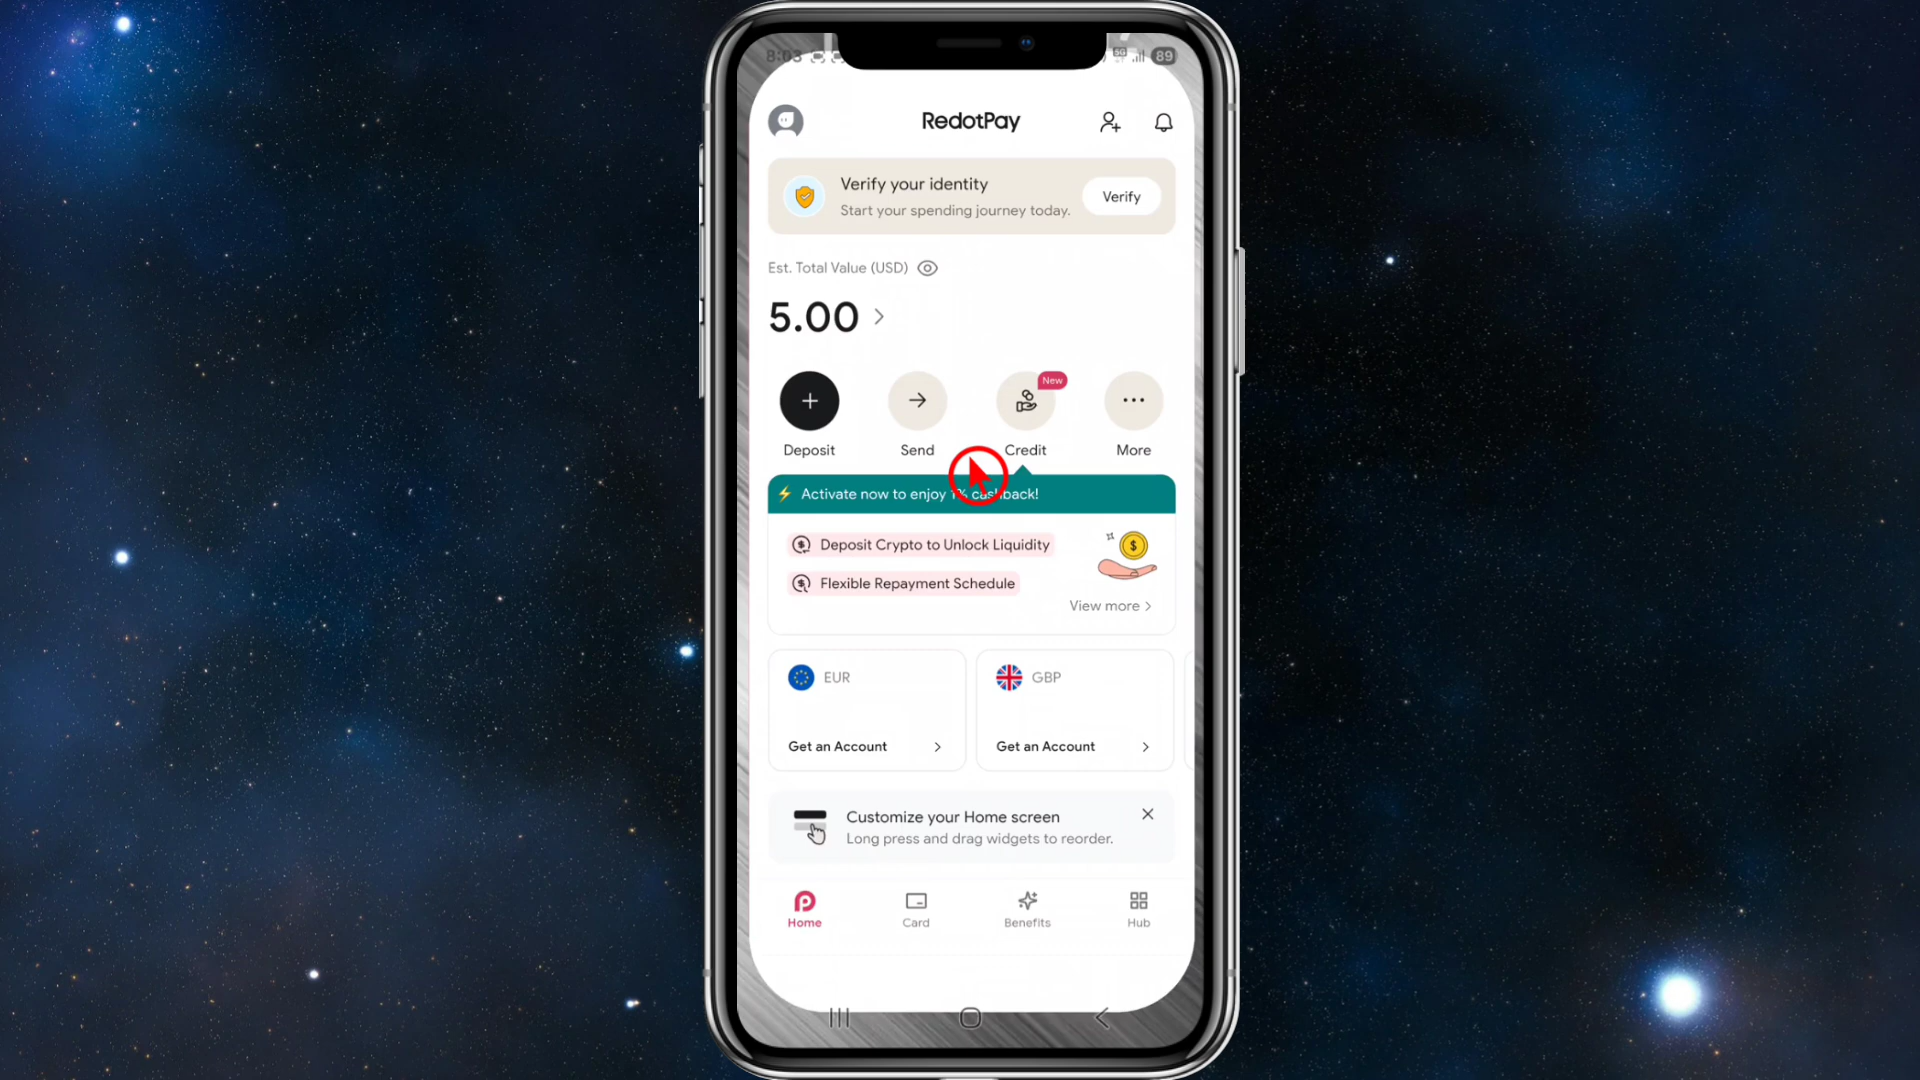 8:03
5G
89
RedotPay
Verify your identity
Start your spending journey today.
Verify
Est. Total Value (USD)
5.00
New
Deposit
Send
Credit
More
Activate now to enjoy 1% cashback!
Deposit Crypto to Unlock Liquidity
Flexible Repayment Schedule
View more
EUR
GBP
Get an Account
Get an Account
Customize your Home screen
Long press and drag widgets to reorder.
Home
Card
Benefits
Hub